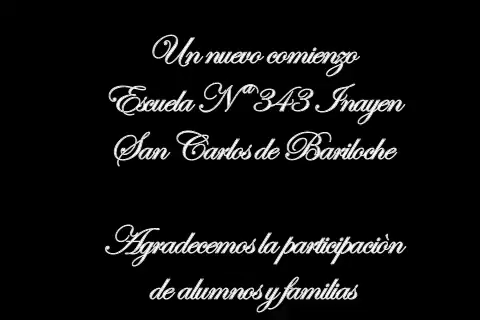 Un nuevo comienzo
Escuela Nº 343 Inayen
San Carlos de Bariloche
Agradecemos la participaciòn
de alumnos y familias